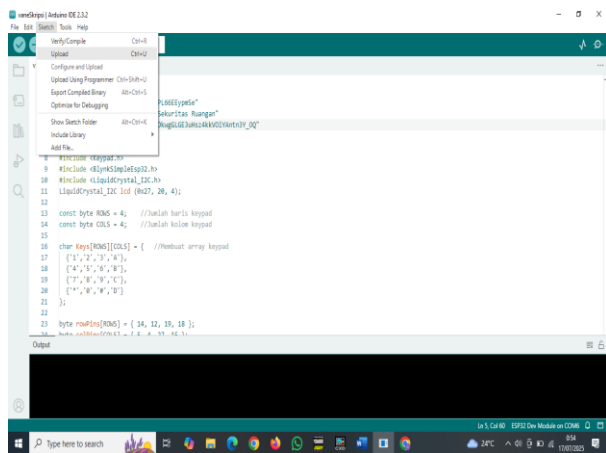 vaneSkripsi | Arduino IDE 2.3.2
File Edit Sketch Tools Help
Verify/Compile Ctrl+R
Upload Ctrl+U
Configure and Upload
Upload Using Programmer Ctrl+Shift+U
Export Compiled Binary Alt+Ctrl+S
Optimize for Debugging
Show Sketch Folder Alt+Ctrl+K
Include Library
Add File...
Sekuritas Ruangan"
8 #include <Keypad.h>
9 #include <BlynkSimpleEsp32.h>
10 #include <LiquidCrystal_I2C.h>
11 LiquidCrystal_I2C lcd (0x27, 20, 4);
12
13 const byte ROWS = 4; //Jumlah baris keypad
14 const byte COLS = 4; //Jumlah kolom keypad
15
16 char Keys[ROWS][COLS] = { //Membuat array keypad
17 {'1','2','3','A'},
18 {'4','5','6','B'},
19 {'7','8','9','C'},
20 {'*','0','#','D'}
21 };
22
23 byte rowPins[ROWS] = { 14, 12, 19, 18 };
Output
Ln 5, Col 60 ESP32 Dev Module on COM6
Type here to search
24°C
0:54
17/07/2025